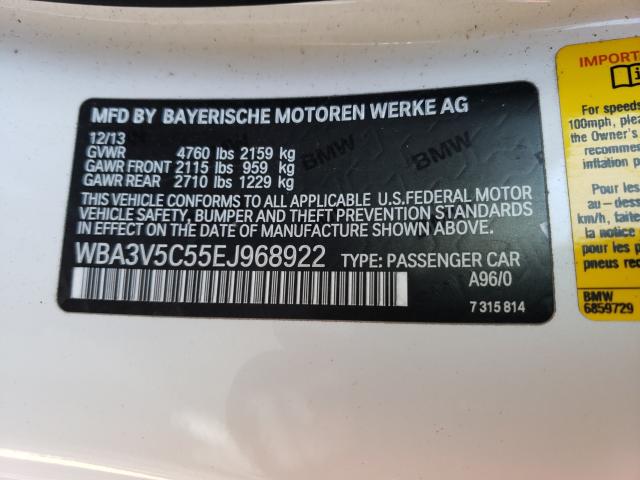 MFD BY BAYERISCHE MOTOREN WERKE AG
12/13
GVWR 4760 lbs 2159 kg
GAWR FRONT 2115 lbs 959 kg
GAWR REAR 2710 lbs 1229 kg
THIS VEHICLE CONFORMS TO ALL APPLICABLE U.S.FEDERAL MOTOR
VEHICLE SAFETY, BUMPER AND THEFT PREVENTION STANDARDS
IN EFFECT ON THE DATE OF MANUFACTURE SHOWN ABOVE.
WBA3V5C55EJ968922 TYPE: PASSENGER CAR
A96/0
7 315 814
BMW
BMW
IMPORT
For speeds
100mph, plea
the Owner's
recommen
inflation p
Pour les
au-dess
km/h,
la notice
pneus rec
BMW
6859729